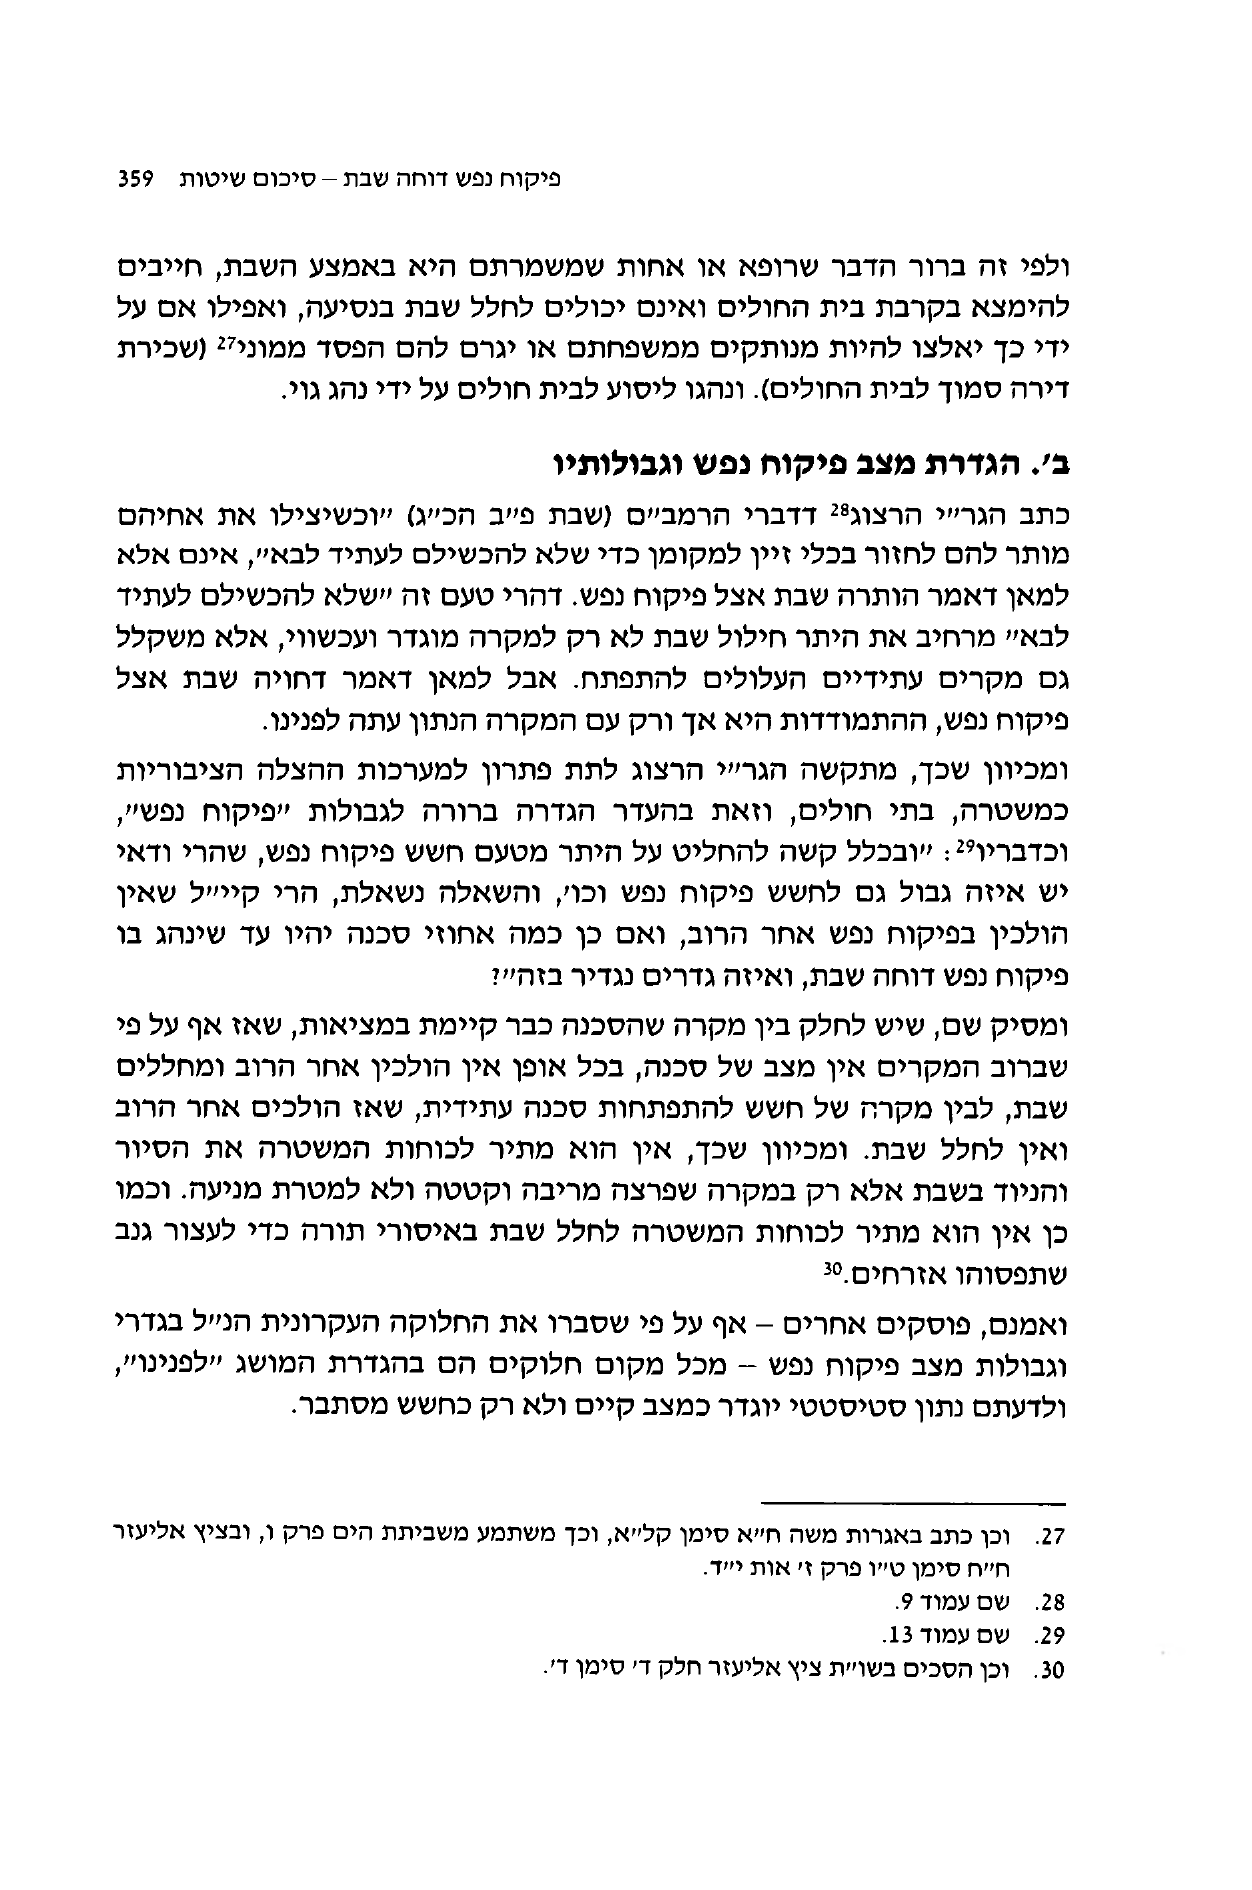 פיקוח נפש דוחה שבת – סיכום שיטות 359
ולפי זה ברור הדבר שרופא או אחות שמשמרתם היא באמצע השבת, חייבים
להימצא בקרבת בית החולים ואינם יכולים לחלל שבת בנסיעה, ואפילו אם על
ידי כך יאלצו להיות מנותקים ממשפחתם או יגרם להם הפסד ממוני27 (שכירת
דירה סמוך לבית החולים). ונהגו ליסוע לבית חולים על ידי נהג גוי.
ב'. הגדרת מצב פיקוח נפש וגבולותיו
כתב הגר״י הרצוג28 דדברי הרמב״ם (שבת פ״ב הכ״ג) ״וכשיצילו את אחיהם
מותר להם לחזור בכלי זיין למקומן כדי שלא להכשילם לעתיד לבא״, אינם אלא
למאן דאמר הותרה שבת אצל פיקוח נפש. דהרי טעם זה ״שלא להכשילם לעתיד
לבא״ מרחיב את היתר חילול שבת לא רק למקרה מוגדר ועכשווי, אלא משקלל
גם מקרים עתידיים העלולים להתפתח. אבל למאן דאמר דחויה שבת אצל
פיקוח נפש, ההתמודדות היא אך ורק עם המקרה הנתון עתה לפנינו.
ומכיוון שכך, מתקשה הגר״י הרצוג לתת פתרון למערכות ההצלה הציבוריות
כמשטרה, בתי חולים, וזאת בהעדר הגדרה ברורה לגבולות ״פיקוח נפש״,
וכדבריו29: ״ובכלל קשה להחליט על היתר מטעם חשש פיקוח נפש, שהרי ודאי
יש איזה גבול גם לחשש פיקוח נפש וכו', והשאלה נשאלת, הרי קיי״ל שאין
הולכין בפיקוח נפש אחר הרוב, ואם כן כמה אחוזי סכנה יהיו עד שינהג בו
פיקוח נפש דוחה שבת, ואיזה גדרים נגדיר בזה״?
ומסיק שם, שיש לחלק בין מקרה שהסכנה כבר קיימת במציאות, שאז אף על פי
שברוב המקרים אין מצב של סכנה, בכל אופן אין הולכין אחר הרוב ומחללים
שבת, לבין מקרה של חשש להתפתחות סכנה עתידית, שאז הולכים אחר הרוב
ואין לחלל שבת. ומכיוון שכך, אין הוא מתיר לכוחות המשטרה את הסיור
והניוד בשבת אלא רק במקרה שפרצה מריבה וקטטה ולא למטרת מניעה. וכמו
כן אין הוא מתיר לכוחות המשטרה לחלל שבת באיסורי תורה כדי לעצור גנב
שתפסוהו אזרחים.30
ואמנם, פוסקים אחרים – אף על פי שסברו את החלוקה העקרונית הנ״ל בגדרי
וגבולות מצב פיקוח נפש – מכל מקום חלוקים הם בהגדרת המושג ״לפנינו״,
ולדעתם נתון סטיסטטי יוגדר כמצב קיים ולא רק כחשש מסתבר.
27. וכן כתב באגרות משה ח״א סימן קל״א, וכך משתמע משביתת הים פרק ו, ובציץ אליעזר
ח״ח סימן ט״ו פרק ז' אות י״ד.
28. שם עמוד 9.
29. שם עמוד 13.
30. וכן הסכים בשו״ת ציץ אליעזר חלק ד' סימן ד'.